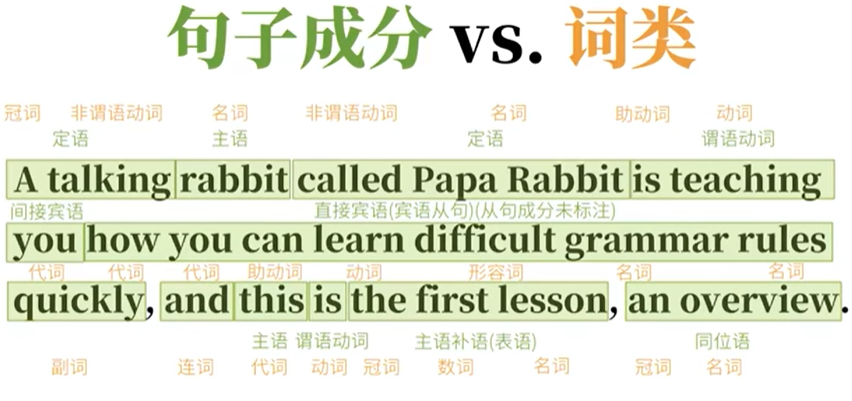 句子成分 vs. 词类
冠词 非谓语动词 名词 非谓语动词 名词 助动词 动词
定语 主语 定语 谓语动词
A talking rabbit called Papa Rabbit is teaching
间接宾语 直接宾语(宾语从句)(从句成分未标注)
you how you can learn difficult grammar rules
代词 代词 代词 助动词 动词 形容词 名词 名词
quickly, and this is the first lesson, an overview.
主语 谓语动词 主语补语(表语) 同位语
副词 连词 代词 动词 冠词 数词 名词 冠词 名词